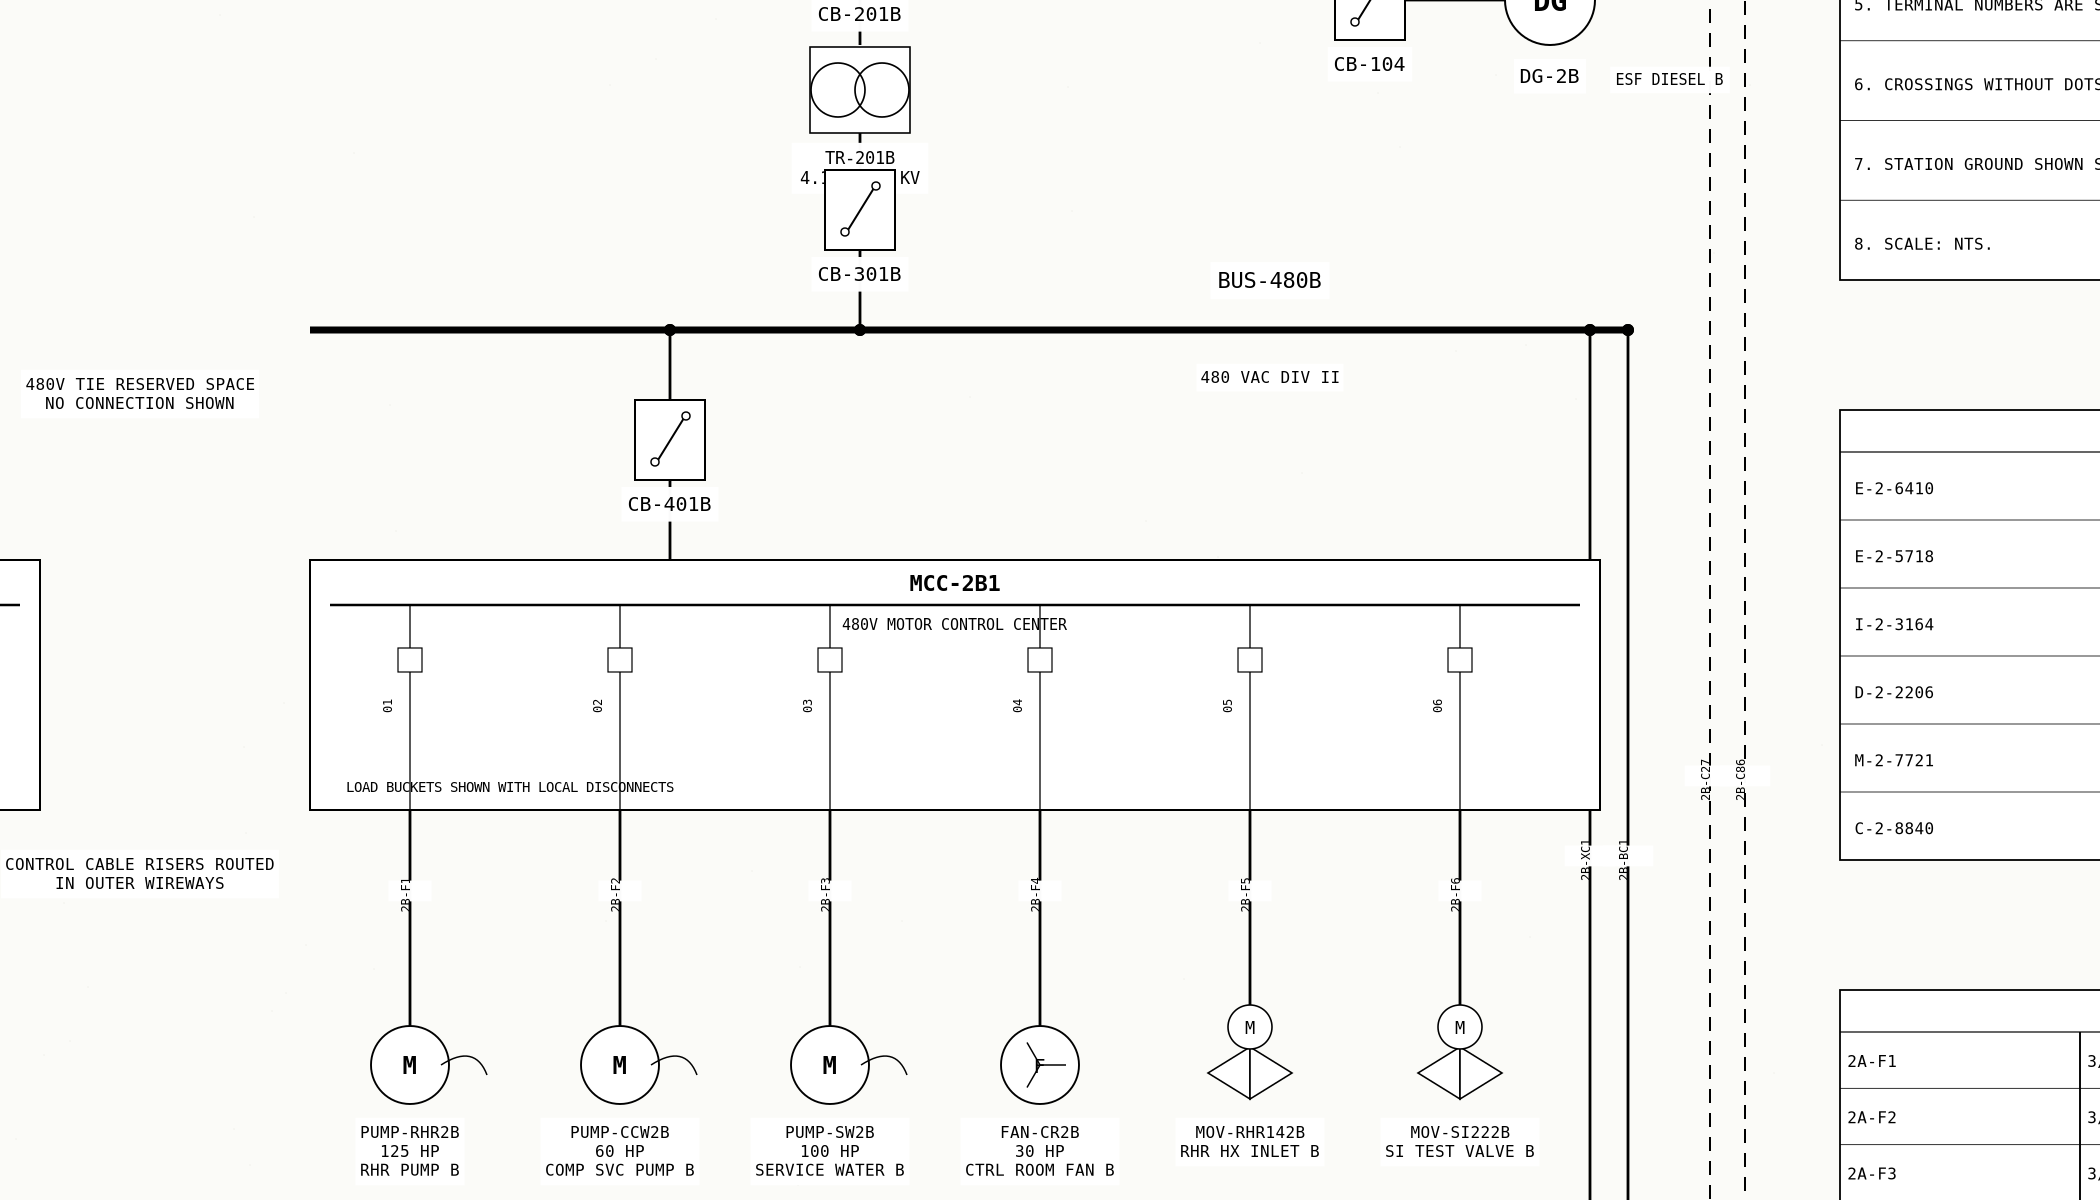 CB-201B
DG
CB-104
DG-2B
ESF DIESEL B
5. TERMINAL NUMBERS ARE
6. CROSSINGS WITHOUT DOTS
7. STATION GROUND SHOWN
8. SCALE: NTS.
TR-201B
4.1 KV
CB-301B
BUS-480B
480 VAC DIV II
480V TIE RESERVED SPACE
NO CONNECTION SHOWN
CB-401B
MCC-2B1
480V MOTOR CONTROL CENTER
01
02
03
04
05
06
LOAD BUCKETS SHOWN WITH LOCAL DISCONNECTS
CONTROL CABLE RISERS ROUTED
IN OUTER WIREWAYS
2B-F1
2B-F2
2B-F3
2B-F4
2B-F5
2B-F6
2B-XC1
2B-BC1
2B-C27
2B-C86
E-2-6410
E-2-5718
I-2-3164
D-2-2206
M-2-7721
C-2-8840
M
M
M
F
M
M
PUMP-RHR2B
125 HP
RHR PUMP B
PUMP-CCW2B
60 HP
COMP SVC PUMP B
PUMP-SW2B
100 HP
SERVICE WATER B
FAN-CR2B
30 HP
CTRL ROOM FAN B
MOV-RHR142B
RHR HX INLET B
MOV-SI222B
SI TEST VALVE B
2A-F1
2A-F2
2A-F3